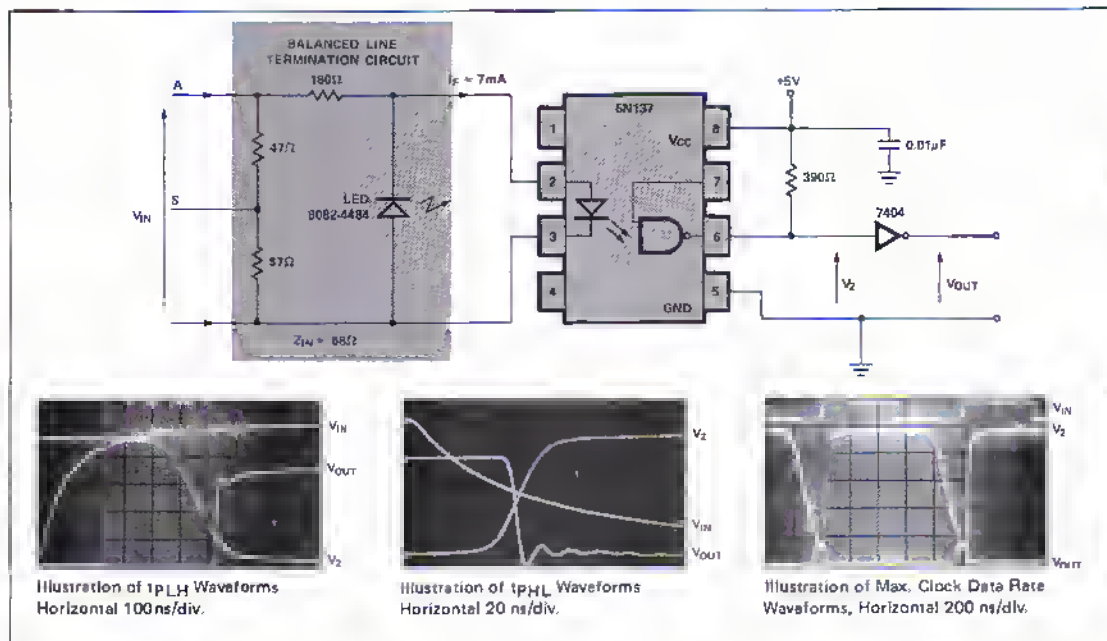 BALANCED LINE
TERMINATION CIRCUIT
180Ω
A
IF = 7mA
47Ω
S
VIN
LED
5082-4484
57Ω
ZIN = 68Ω
6N137
1
2
3
4
VCC
8
7
6
5
GND
+5V
0.01µF
390Ω
7404
V2
VOUT
VIN
VOUT
V2
V2
VIN
VOUT
VIN
V2
VOUT
Illustration of tPLH Waveforms
Horizontal 100ns/div.
Illustration of tPHL Waveforms
Horizontal 20 ns/div.
Illustration of Max. Clock Data Rate
Waveforms, Horizontal 200 ns/div.